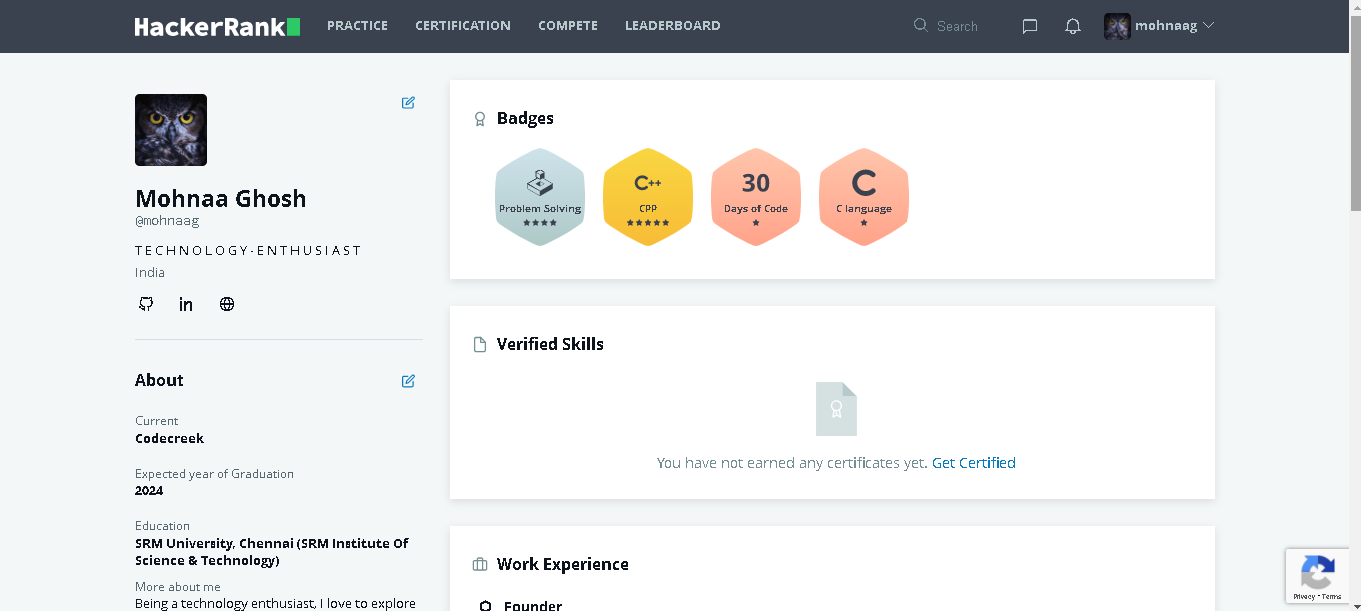 HackerRank PRACTICE CERTIFICATION COMPETE LEADERBOARD Search mohnaag
Mohnaa Ghosh
@mohnaag
TECHNOLOGY-ENTHUSIAST
India
in
About
Current
Codecreek
Expected year of Graduation
2024
Education
SRM University, Chennai (SRM Institute Of
Science & Technology)
More about me
Being a technology enthusiast, I love to explore
Badges
Problem Solving
C++
CPP
30
Days of Code
C
C language
Verified Skills
You have not earned any certificates yet. Get Certified
Work Experience
Founder
Privacy - Terms